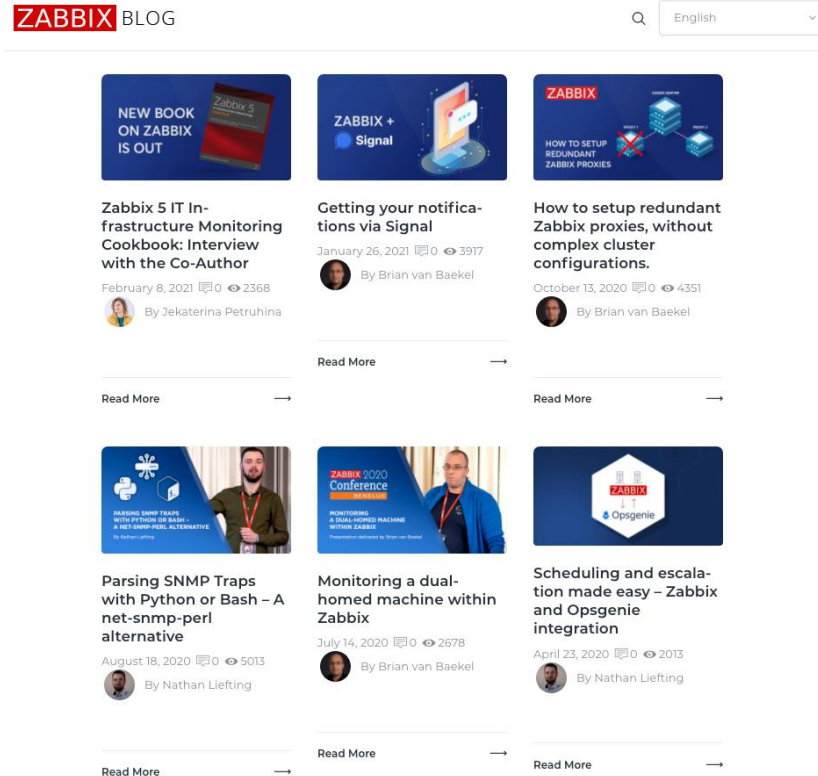 ZABBIX BLOG
English
NEW BOOK
ON ZABBIX
IS OUT
Zabbix 5
Zabbix 5 IT In-
frastructure Monitoring
Cookbook: Interview
with the Co-Author
February 8, 2021 0 2368
By Jekaterina Petruhina
Read More
ZABBIX +
Signal
Getting your notifica-
tions via Signal
January 26, 2021 0 3917
By Brian van Baekel
Read More
ZABBIX
HOW TO SETUP
REDUNDANT
ZABBIX PROXIES
How to setup redundant
Zabbix proxies, without
complex cluster
configurations.
October 13, 2020 0 4351
By Brian van Baekel
Read More
PARSING SNMP TRAPS
WITH PYTHON OR BASH –
A NET-SNMP-PERL ALTERNATIVE
By Nathan Liefting
Parsing SNMP Traps
with Python or Bash – A
net-snmp-perl
alternative
August 18, 2020 0 5013
By Nathan Liefting
Read More
ZABBIX 2020
Conference
BENELUX
MONITORING
A DUAL-HOMED MACHINE
WITHIN ZABBIX
Presentation delivered by Brian van Baekel
Monitoring a dual-
homed machine within
Zabbix
July 14, 2020 0 2678
By Brian van Baekel
Read More
ZABBIX
Opsgenie
Scheduling and escala-
tion made easy – Zabbix
and Opsgenie
integration
April 23, 2020 0 2013
By Nathan Liefting
Read More